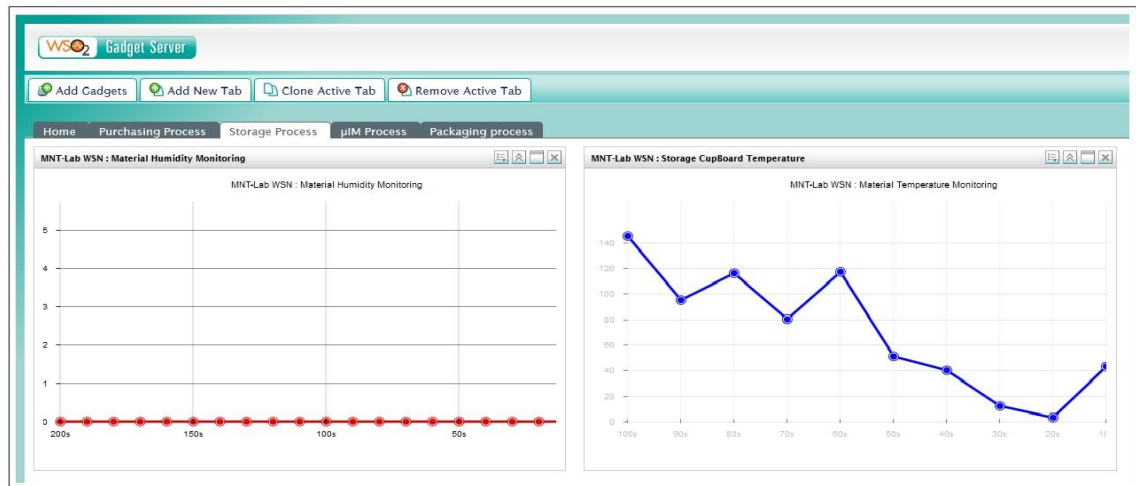 WSO2 Gadget Server
Add Gadgets Add New Tab Clone Active Tab Remove Active Tab
Home Purchasing Process Storage Process µIM Process Packaging process
MNT-Lab WSN : Material Humidity Monitoring
MNT-Lab WSN : Material Humidity Monitoring
5
4
3
2
1
0
200s 150s 100s 50s
MNT-Lab WSN : Storage CupBoard Temperature
MNT-Lab WSN : Material Temperature Monitoring
140
120
100
80
60
40
20
0
100s 90s 80s 70s 60s 50s 40s 30s 20s 1